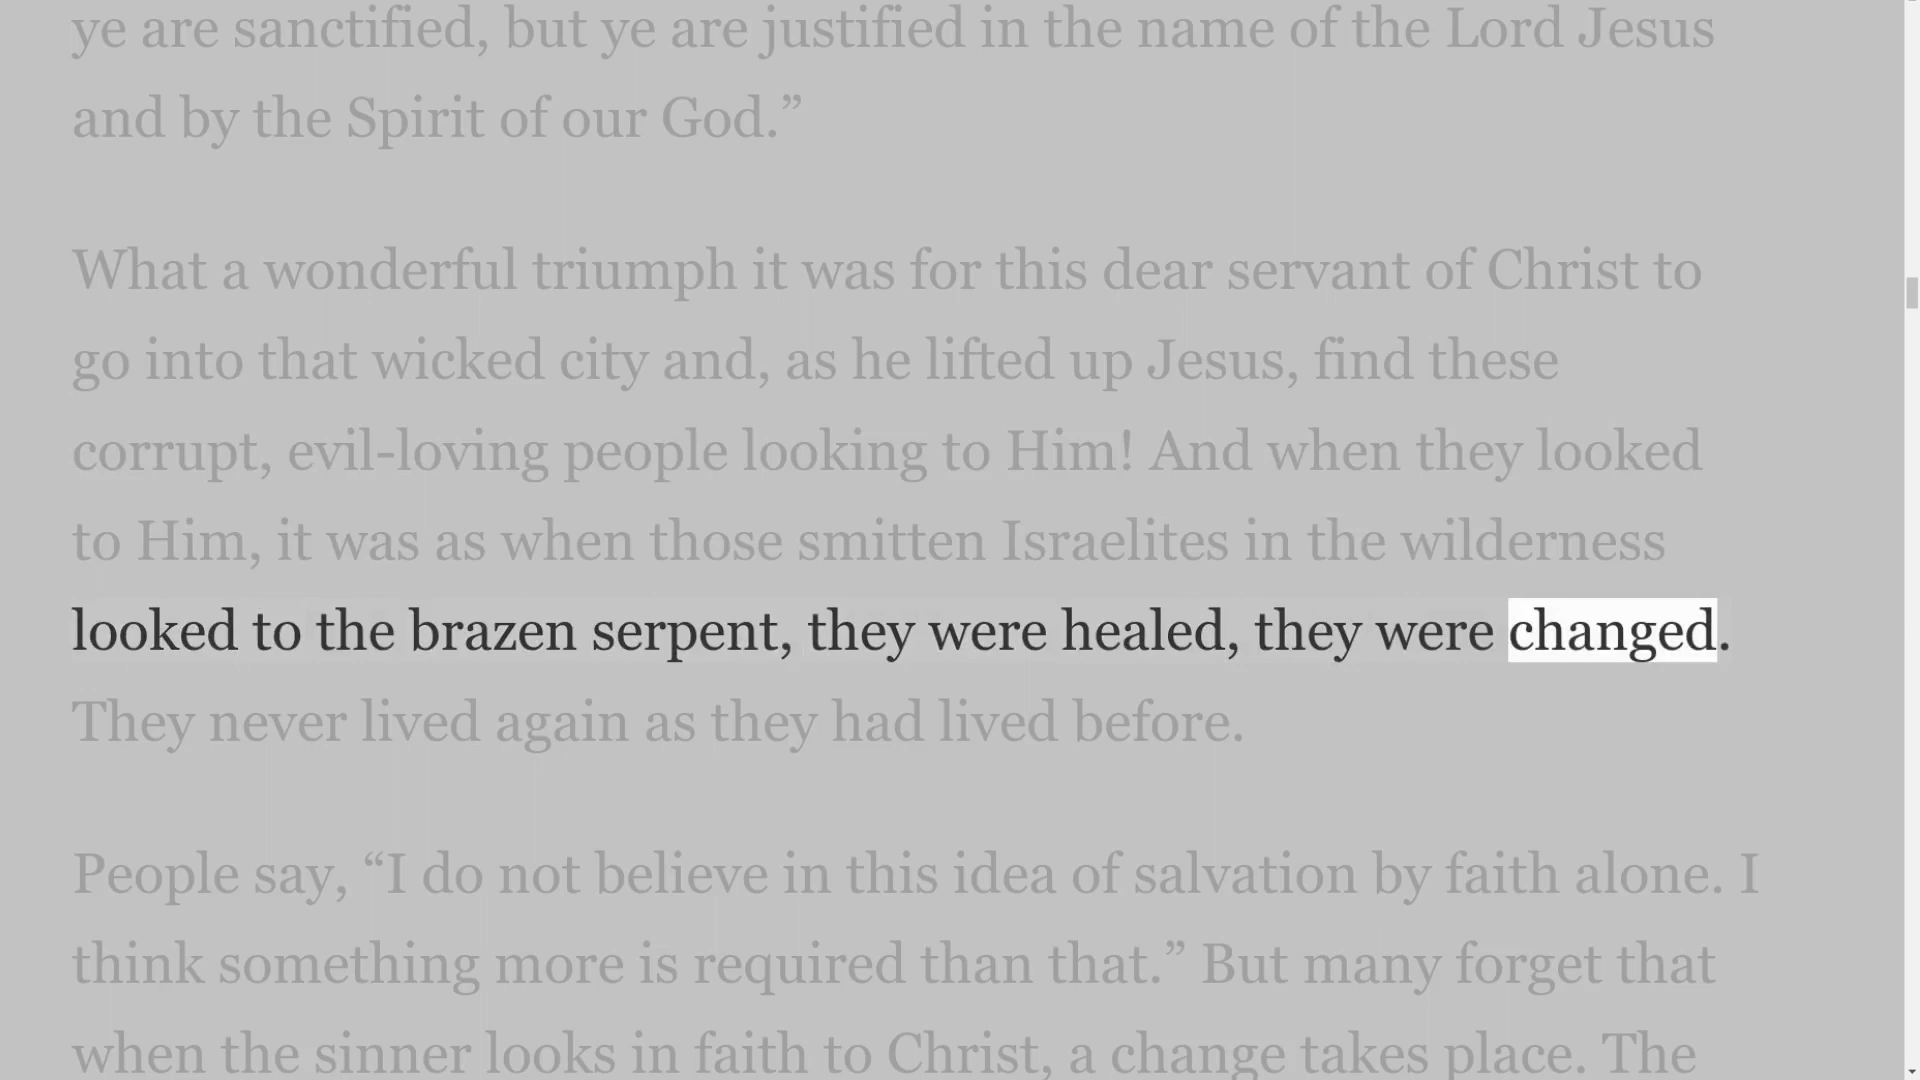 ye are sanctified, but ye are justified in the name of the Lord Jesus
and by the Spirit of our God.”
What a wonderful triumph it was for this dear servant of Christ to
go into that wicked city and, as he lifted up Jesus, find these
corrupt, evil-loving people looking to Him! And when they looked
to Him, it was as when those smitten Israelites in the wilderness
looked to the brazen serpent, they were healed, they were changed.
They never lived again as they had lived before.
People say, “I do not believe in this idea of salvation by faith alone. I
think something more is required than that.” But many forget that
when the sinner looks in faith to Christ, a change takes place. The